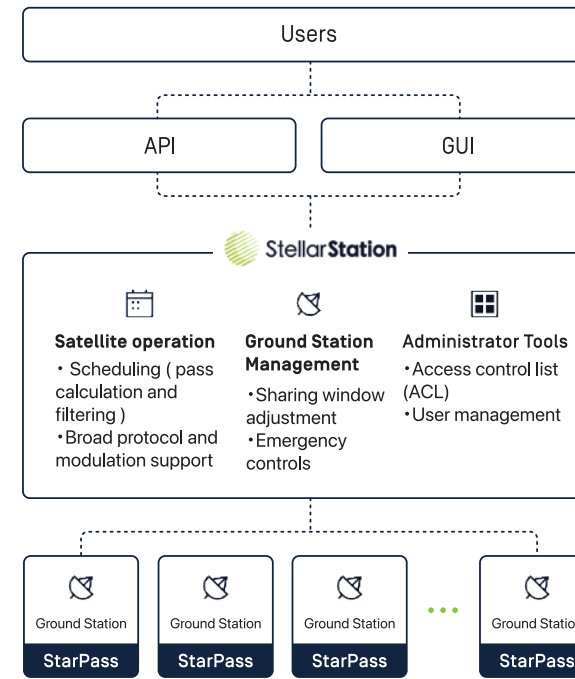 Users
API
GUI
StellarStation
Satellite operation
• Scheduling ( pass
calculation and
filtering )
•Broad protocol and
modulation support
Ground Station
Management
•Sharing window
adjustment
•Emergency
controls
Administrator Tools
•Access control list
(ACL)
•User management
Ground Station
StarPass
Ground Station
StarPass
Ground Station
StarPass
Ground Statio
StarPass